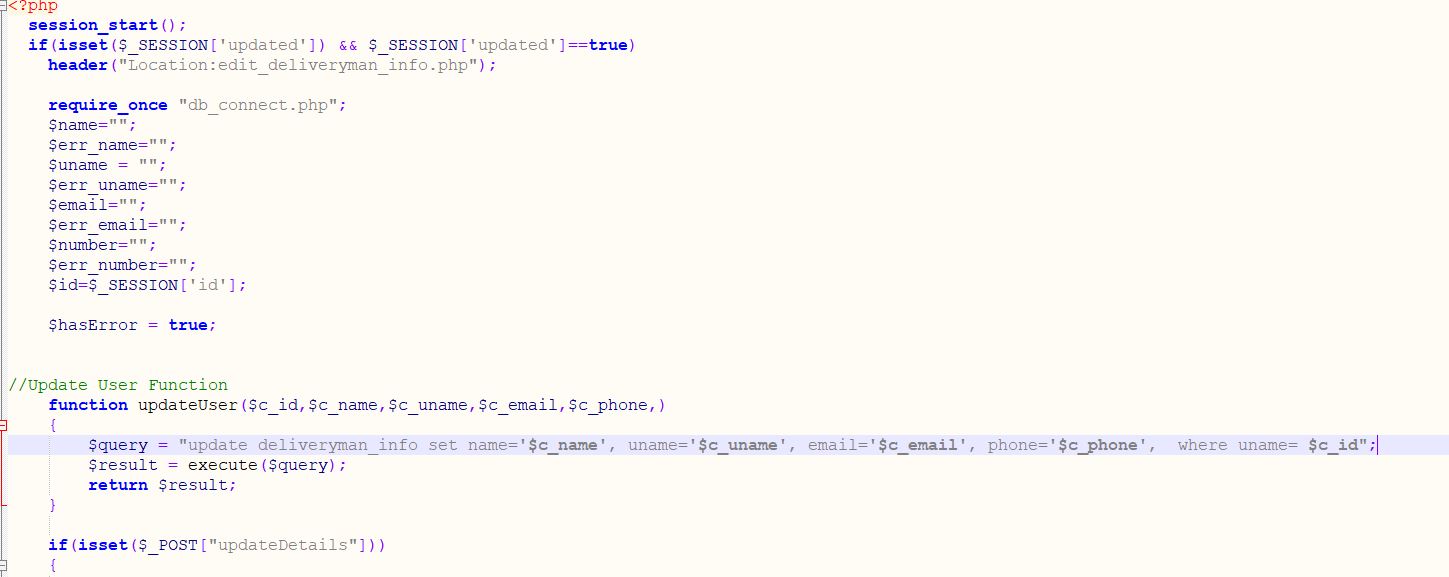 <?php
session_start();
if(isset($_SESSION['updated']) && $_SESSION['updated']==true)
header("Location:edit_deliveryman_info.php");
require_once "db_connect.php";
$name="";
$err_name="";
$uname = "";
$err_uname="";
$email="";
$err_email="";
$number="";
$err_number="";
$id=$_SESSION['id'];
$hasError = true;
//Update User Function
function updateUser($c_id,$c_name,$c_uname,$c_email,$c_phone,)
{
$query = "update deliveryman_info set name='$c_name', uname='$c_uname', email='$c_email', phone='$c_phone',  where uname= $c_id";
$result = execute($query);
return $result;
}
if(isset($_POST["updateDetails"]))
{